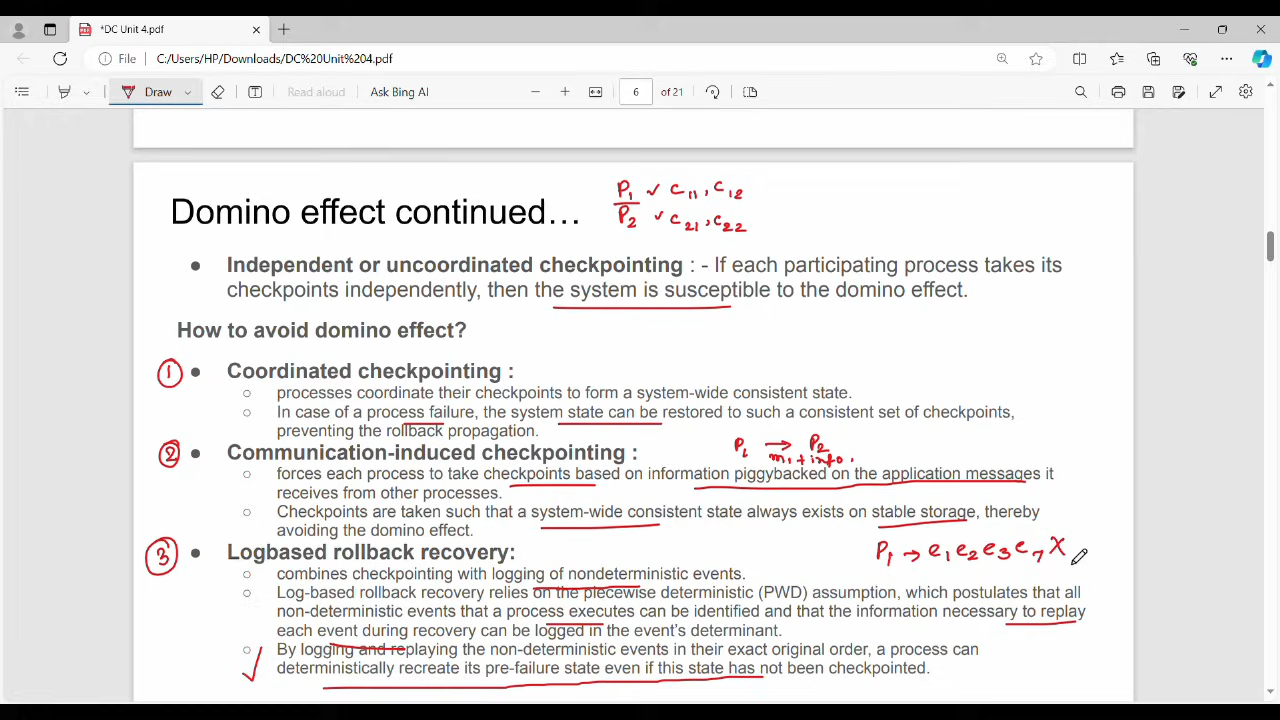 *DC Unit 4.pdf
File C:/Users/HP/Downloads/DC%20Unit%204.pdf
Draw Read aloud Ask Bing AI 6 of 21
Domino effect continued…
P1 ✓ C11, C12
P2 ✓ C21, C22
● Independent or uncoordinated checkpointing : - If each participating process takes its
checkpoints independently, then the system is susceptible to the domino effect.
How to avoid domino effect?
1 ● Coordinated checkpointing :
○ processes coordinate their checkpoints to form a system-wide consistent state.
○ In case of a process failure, the system state can be restored to such a consistent set of checkpoints,
preventing the rollback propagation.
2 ● Communication-induced checkpointing :
P1 → P2
m1 + info.
○ forces each process to take checkpoints based on information piggybacked on the application messages it
receives from other processes.
○ Checkpoints are taken such that a system-wide consistent state always exists on stable storage, thereby
avoiding the domino effect.
3 ● Logbased rollback recovery:
P1 → e1 e2 e3 e7 X
○ combines checkpointing with logging of nondeterministic events.
○ Log-based rollback recovery relies on the piecewise deterministic (PWD) assumption, which postulates that all
non-deterministic events that a process executes can be identified and that the information necessary to replay
each event during recovery can be logged in the event's determinant.
○ By logging and replaying the non-deterministic events in their exact original order, a process can
deterministically recreate its pre-failure state even if this state has not been checkpointed.